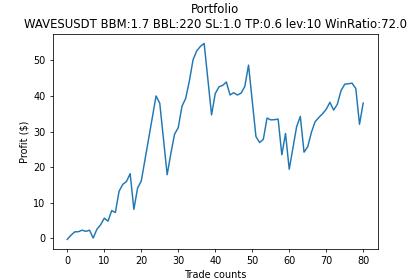 Portfolio
WAVESUSDT BBM:1.7 BBL:220 SL:1.0 TP:0.6 lev:10 WinRatio:72.0
Profit ($)
50
40
30
20
10
0
0 10 20 30 40 50 60 70 80
Trade counts